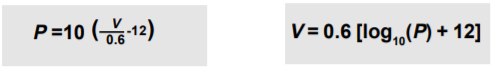 P=10 (V/0.6-12)
V= 0.6 [log₁₀(P) + 12]